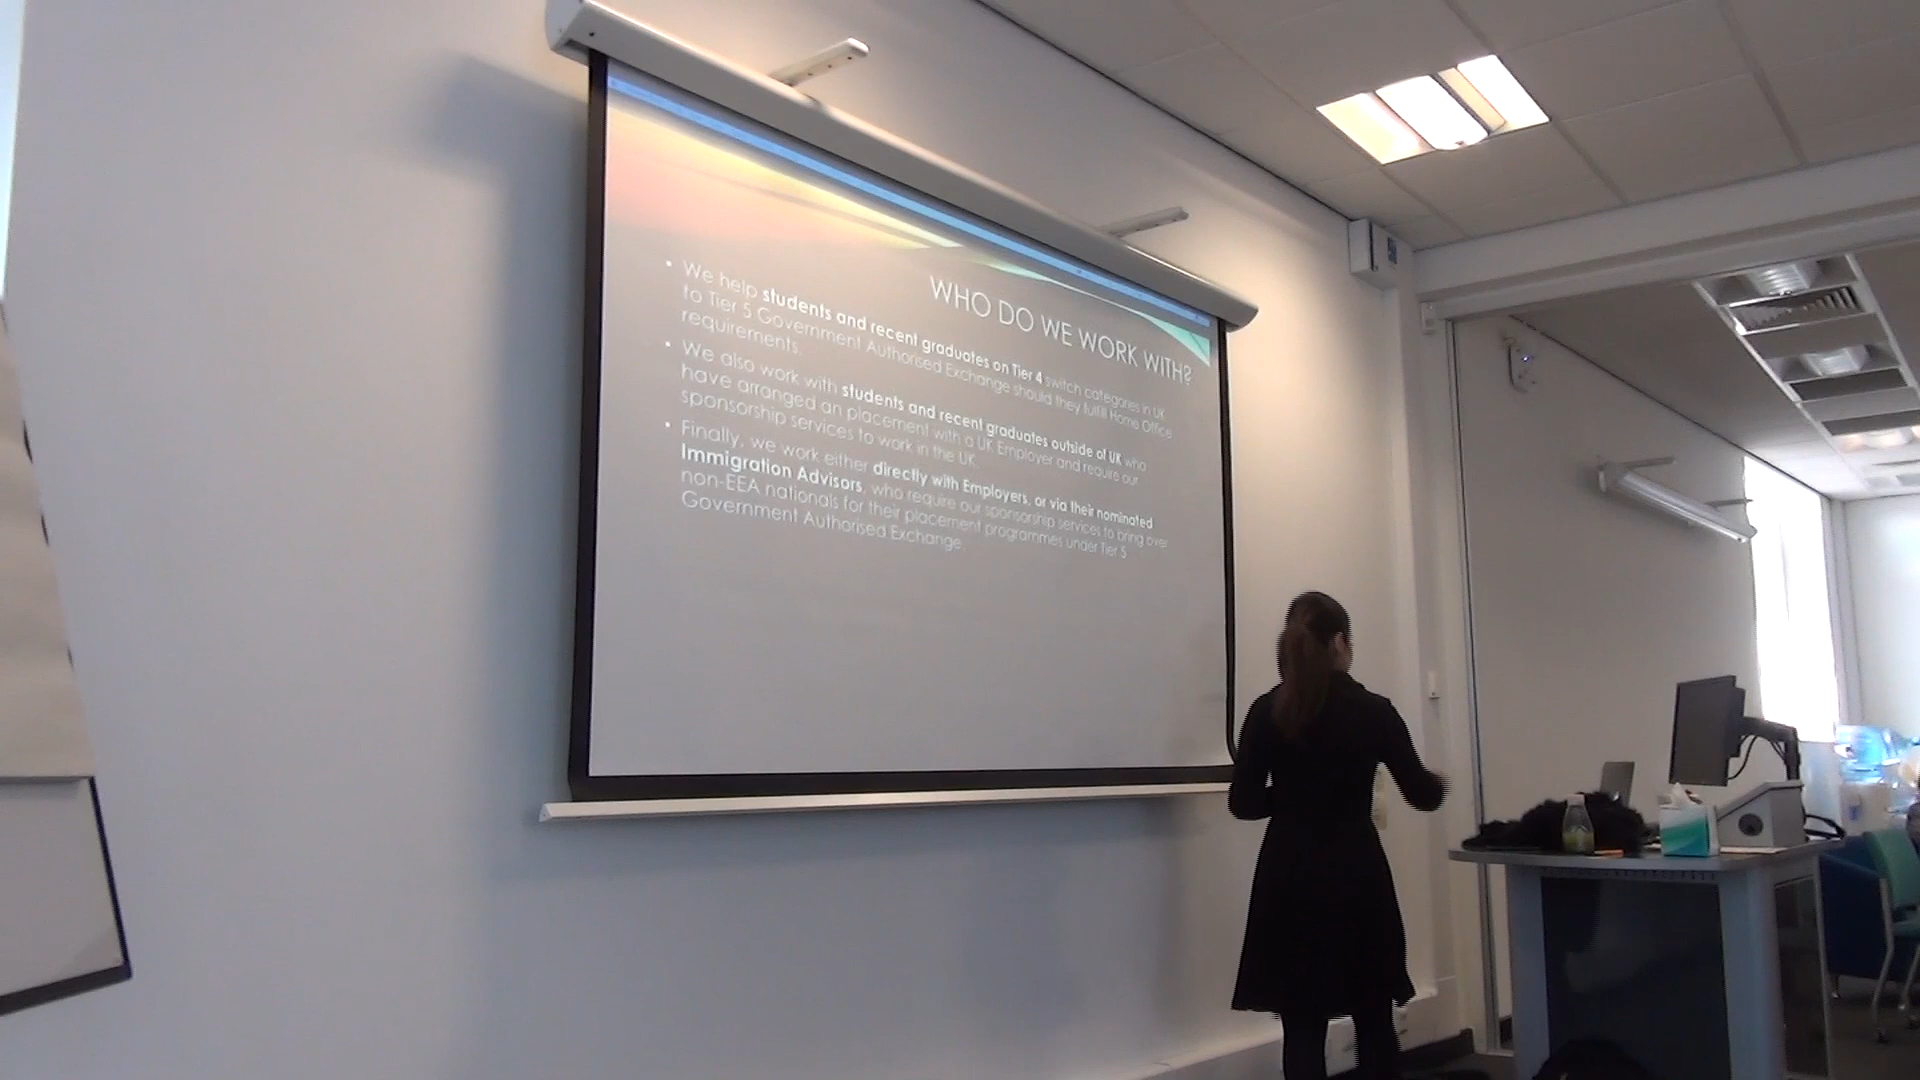 WHO DO WE WORK WITH?
• We help students and recent graduates on Tier 4 switch categories in UK
to Tier 5 Government Authorised Exchange should they fulfill Home Office
requirements.
• We also work with students and recent graduates outside of UK who
have arranged an placement with a UK Employer and require our
sponsorship services to work in the UK.
• Finally, we work either directly with Employers, or via their nominated
Immigration Advisors, who require our sponsorship services to bring over
non-EEA nationals for their placement programmes under Tier 5
Government Authorised Exchange.